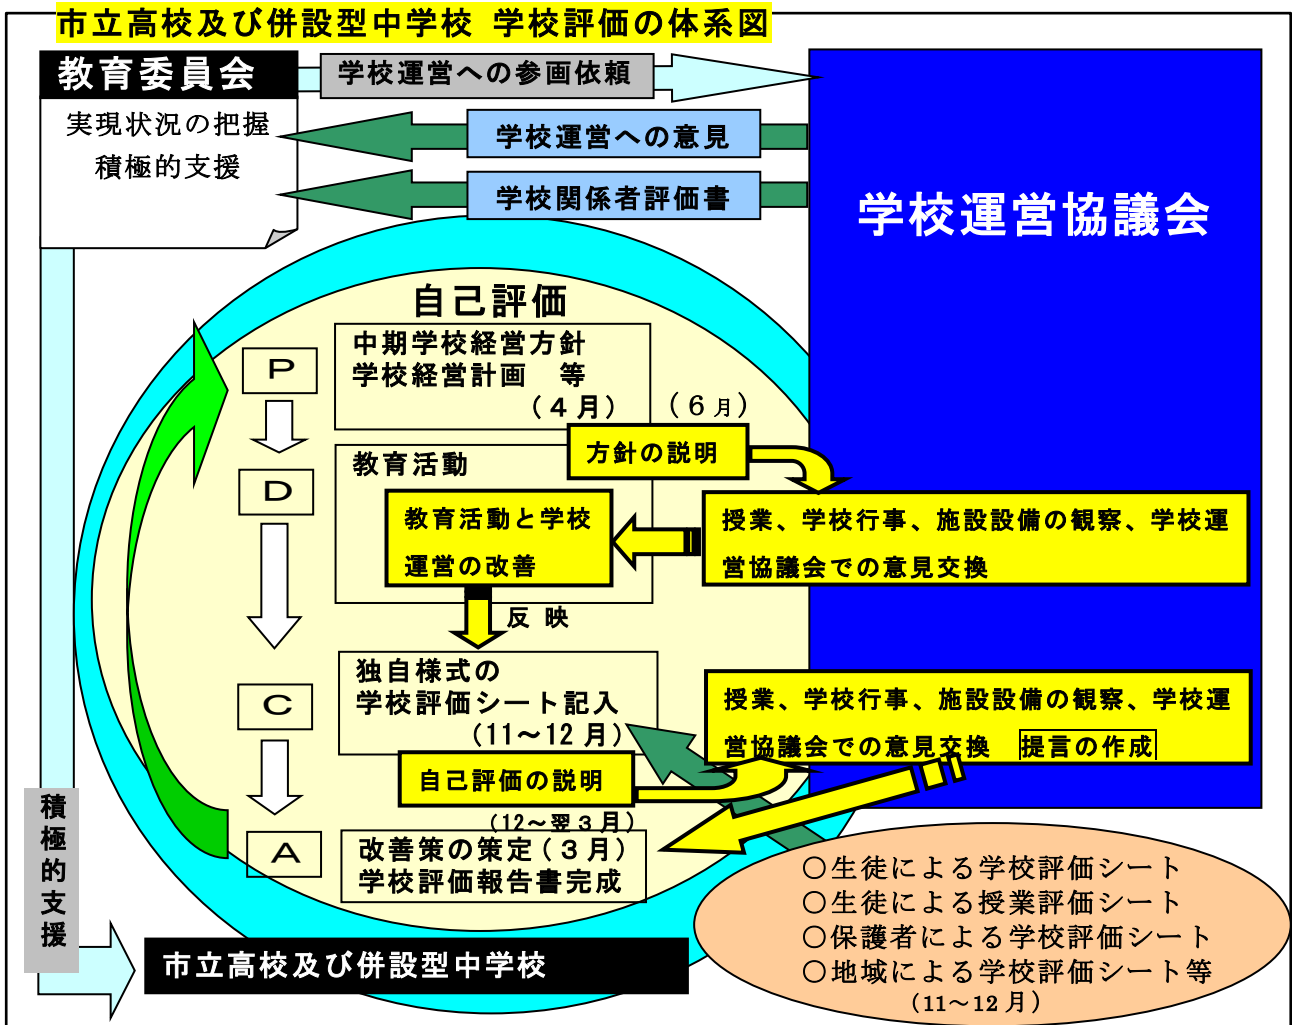 市立高校及び併設型中学校 学校評価の体系図
教育委員会
実現状況の把握
積極的支援
学校運営への参画依頼
学校運営への意見
学校関係者評価書
学校運営協議会
自己評価
P
中期学校経営方針
学校経営計画　等
（４月）
（６月）
方針の説明
D
教育活動
教育活動と学校
運営の改善
授業、学校行事、施設設備の観察、学校運
営協議会での意見交換
反 映
C
独自様式の
学校評価シート記入
（11～12 月）
授業、学校行事、施設設備の観察、学校運
営協議会での意見交換　提言の作成
自己評価の説明
（12～翌３月）
A
改善策の策定（３月）
学校評価報告書完成
積極的支援
市立高校及び併設型中学校
○生徒による学校評価シート
○生徒による授業評価シート
○保護者による学校評価シート
○地域による学校評価シート等
（11～12 月）